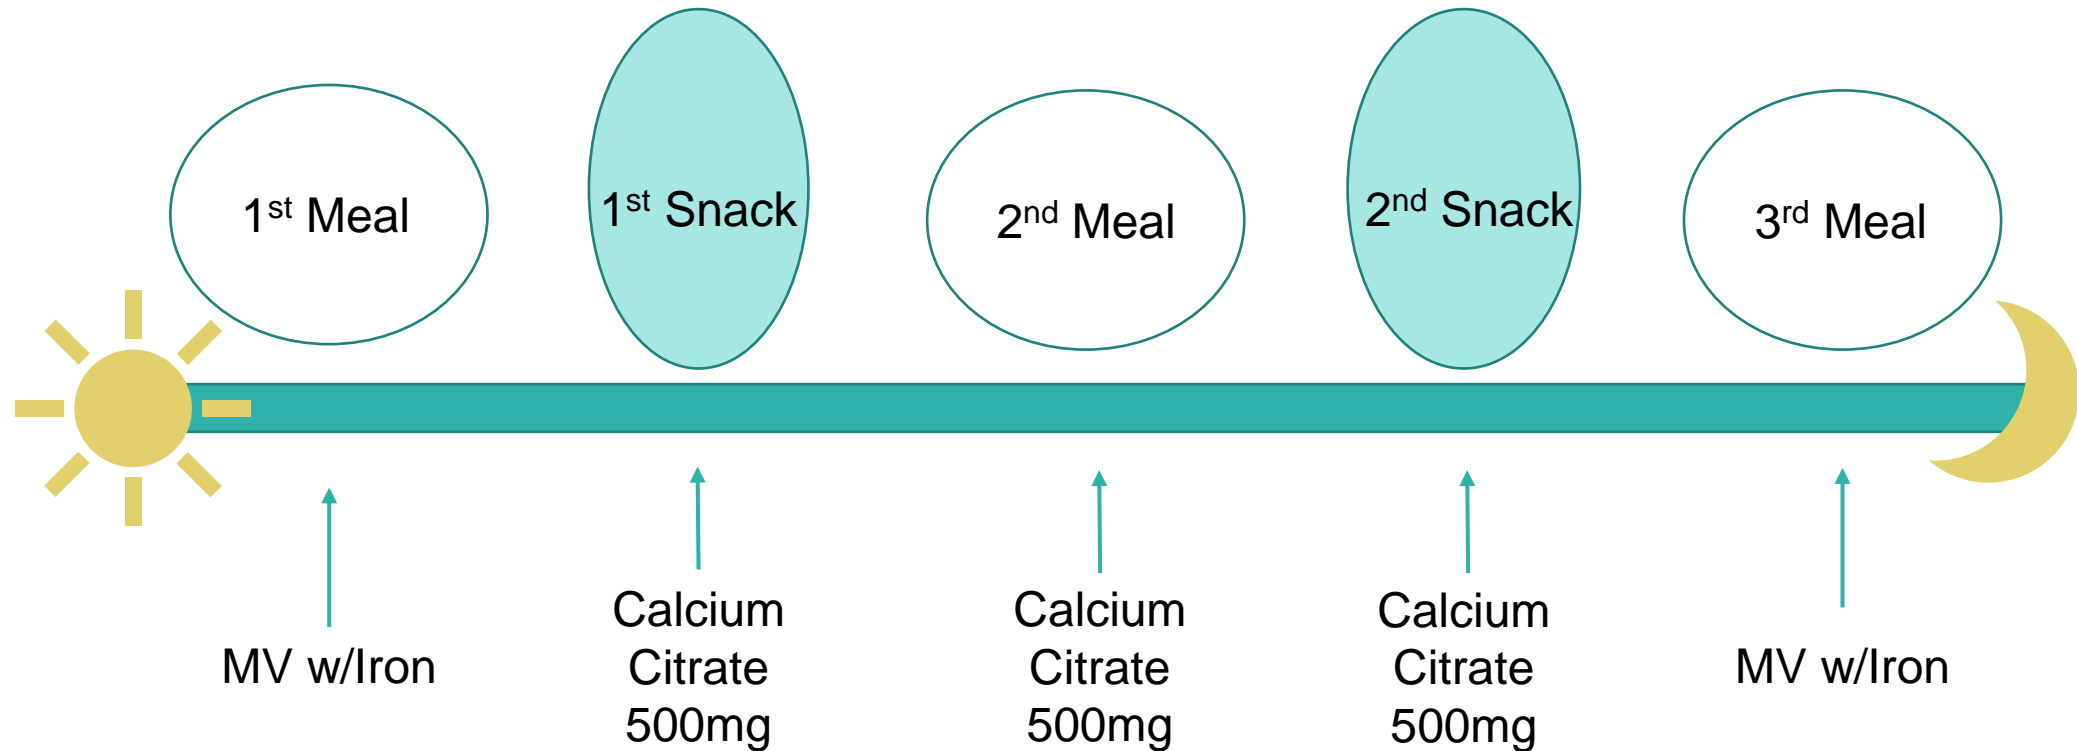 1st Meal
1st Snack
2nd Meal
2nd Snack
3rd Meal
MV w/Iron
Calcium
Citrate
500mg
Calcium
Citrate
500mg
Calcium
Citrate
500mg
MV w/Iron